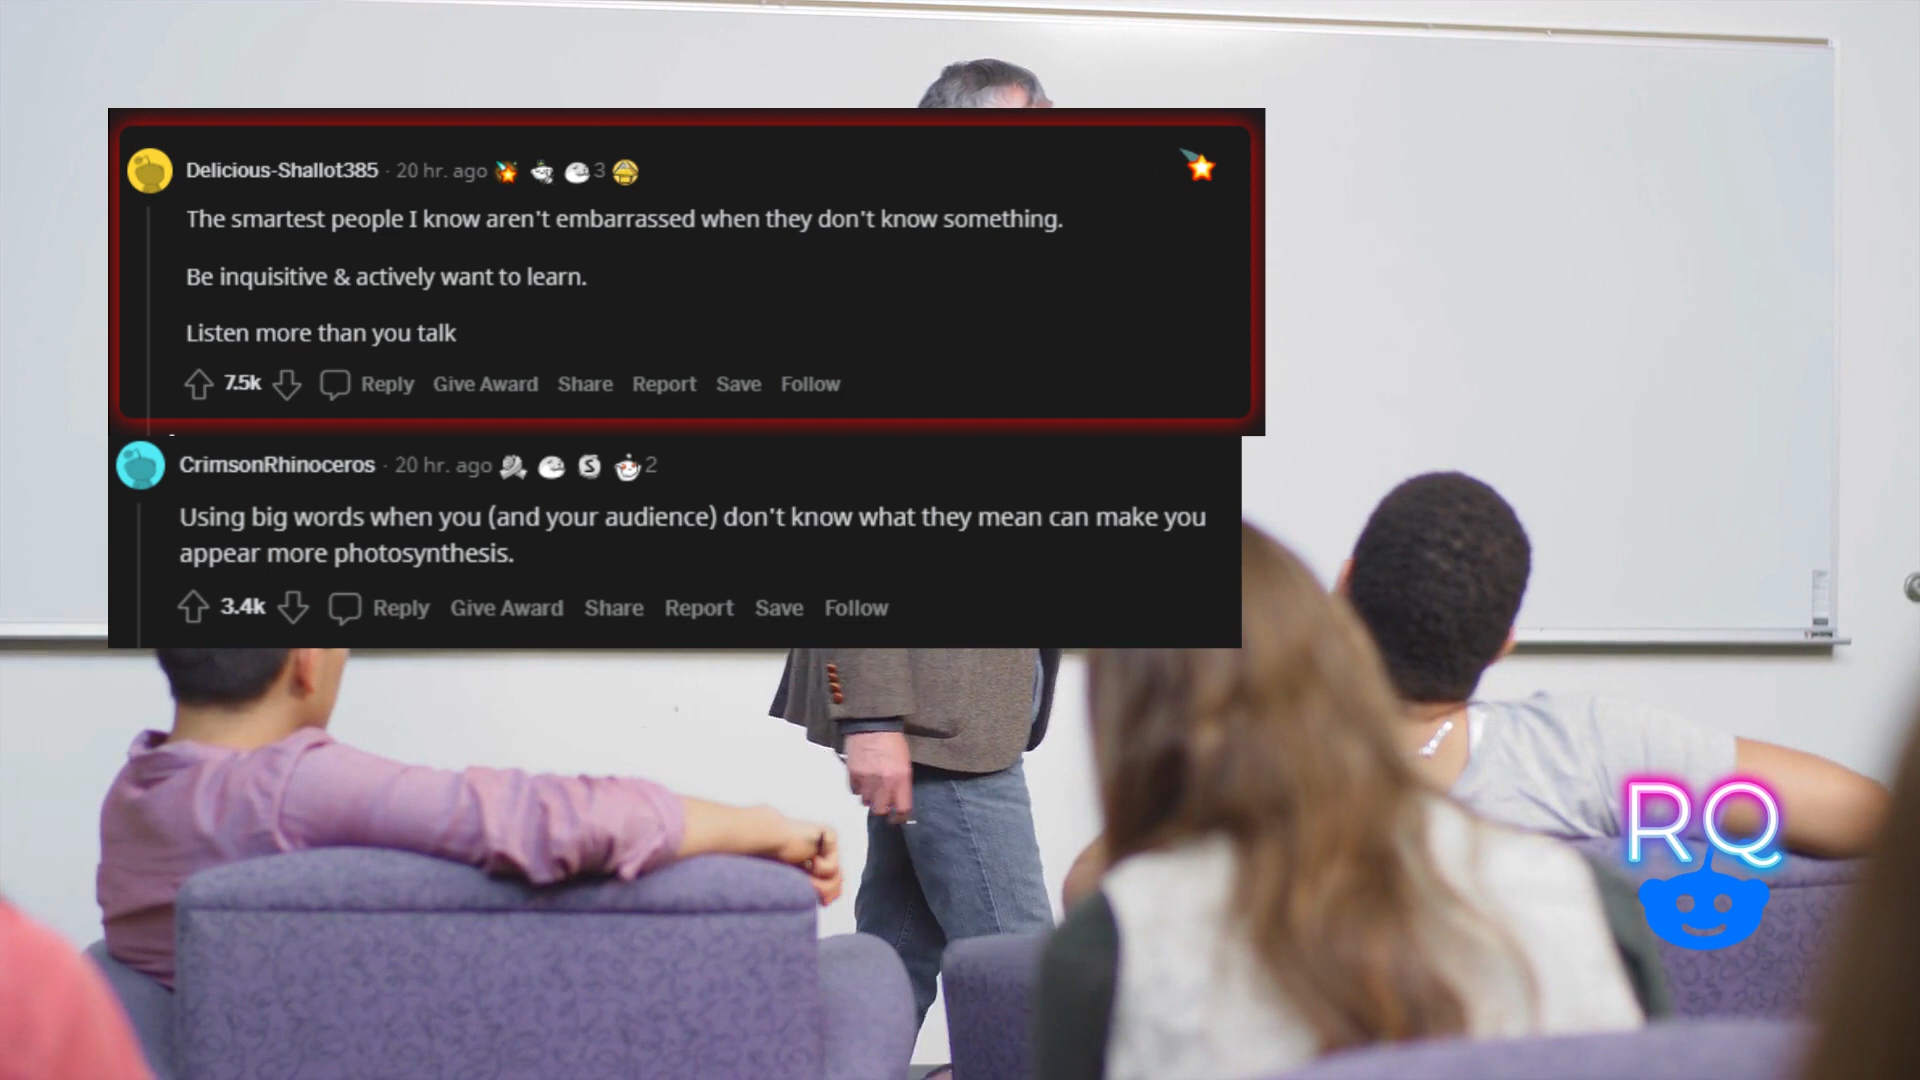 Delicious-Shallot385 · 20 hr. ago 3
The smartest people I know aren't embarrassed when they don't know something.
Be inquisitive & actively want to learn.
Listen more than you talk
7.5k Reply Give Award Share Report Save Follow
CrimsonRhinoceros · 20 hr. ago S 2
Using big words when you (and your audience) don't know what they mean can make you
appear more photosynthesis.
3.4k Reply Give Award Share Report Save Follow
RQ